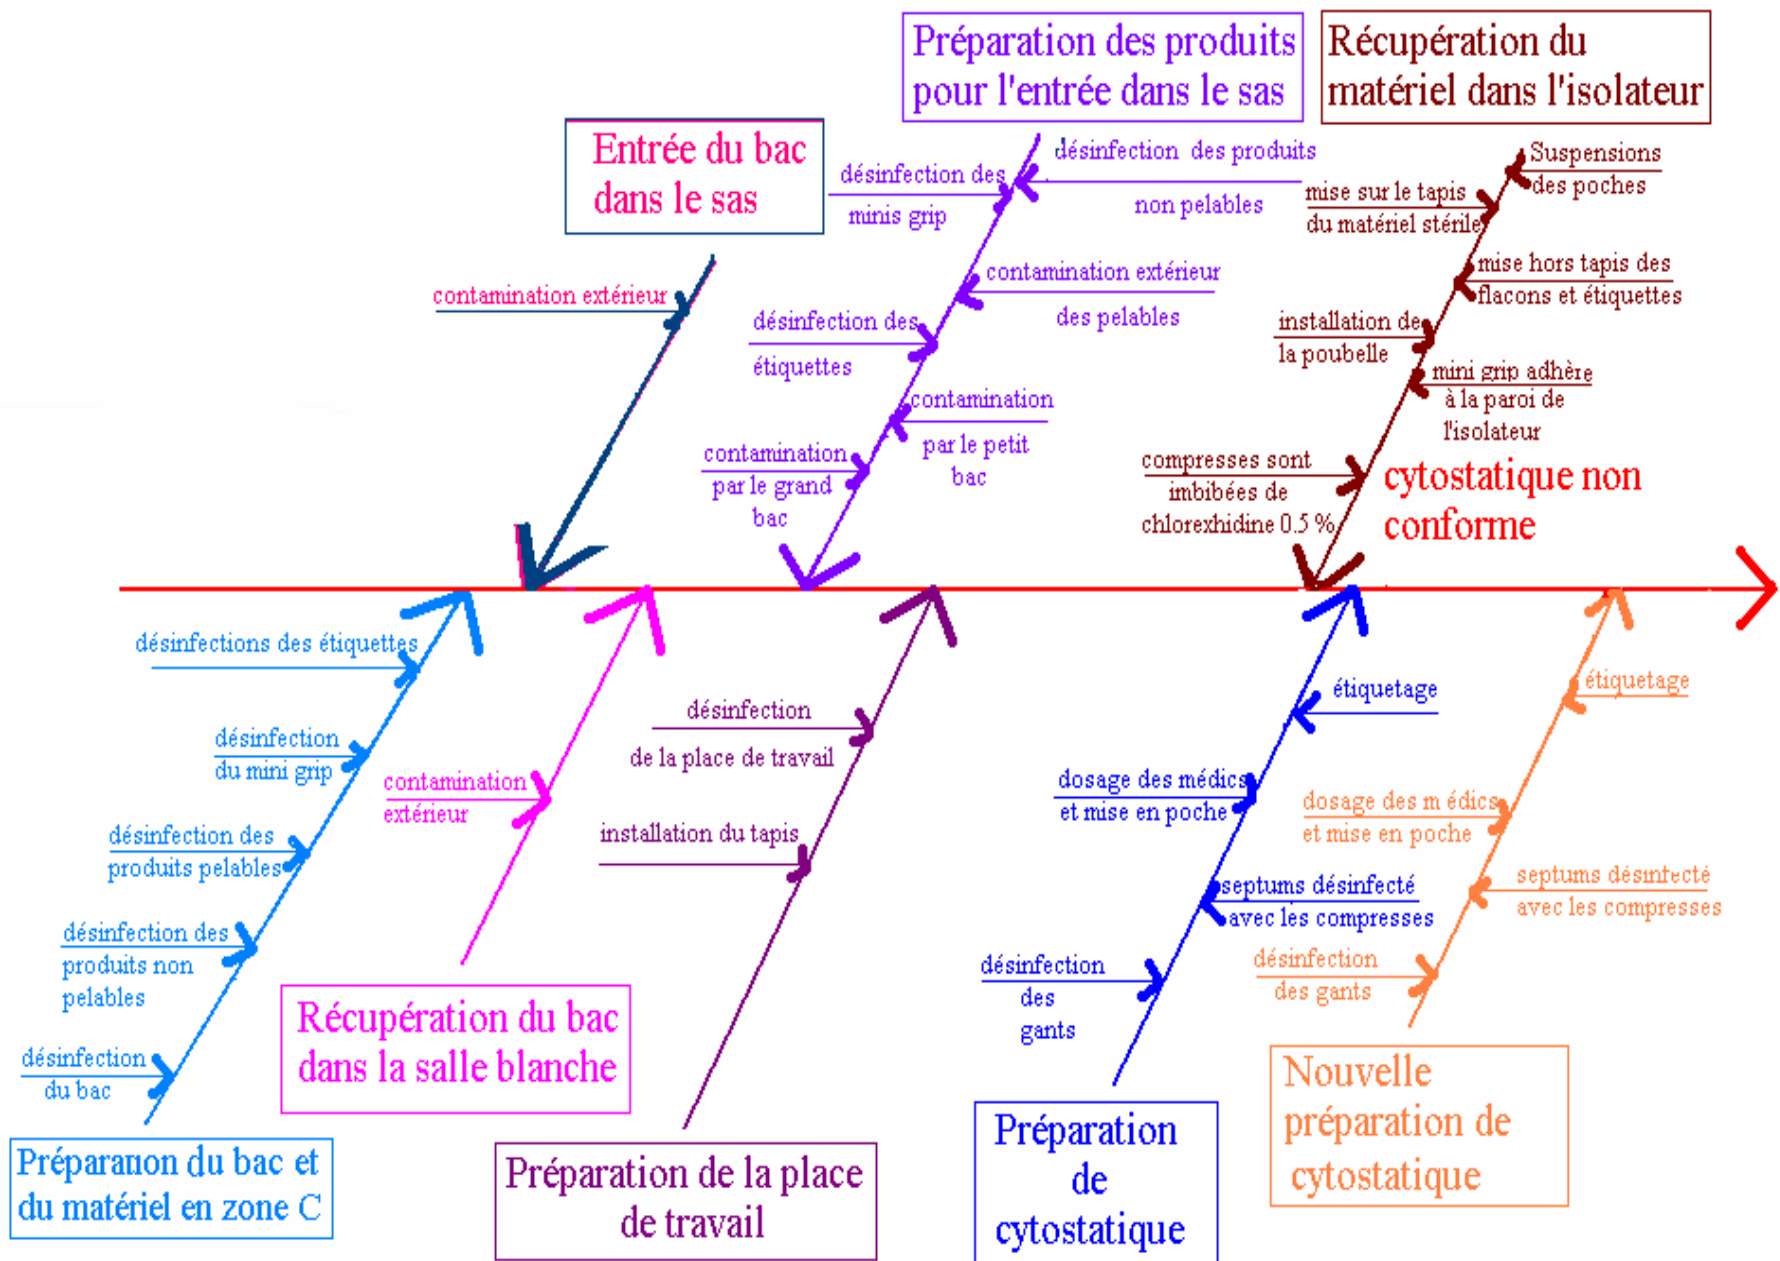 Préparation des produits
pour l'entrée dans le sas
Récupération du
matériel dans l'isolateur
Entrée du bac
dans le sas
contamination extérieur
désinfection des
minis grip
désinfection des produits
non pelables
contamination extérieur
des pelables
désinfection des
étiquettes
contamination
par le petit
bac
contamination
par le grand
bac
Suspensions
des poches
mise sur le tapis
du matériel stérile
mise hors tapis des
flacons et étiquettes
installation de
la poubelle
mini grip adhère
à la paroi de
l'isolateur
compresses sont
imbibées de
chlorexhidine 0.5 %
cytostatique non
conforme
désinfections des étiquettes
désinfection
du mini grip
désinfection des
produits pelables
désinfection des
produits non
pelables
désinfection
du bac
Préparation du bac et
du matériel en zone C
contamination
extérieur
Récupération du bac
dans la salle blanche
désinfection
de la place de travail
installation du tapis
Préparation de la place
de travail
étiquetage
dosage des médics
et mise en poche
septums désinfecté
avec les compresses
désinfection
des
gants
Préparation
de
cytostatique
étiquetage
dosage des médics
et mise en poche
septums désinfecté
avec les compresses
désinfection
des gants
Nouvelle
préparation de
cytostatique